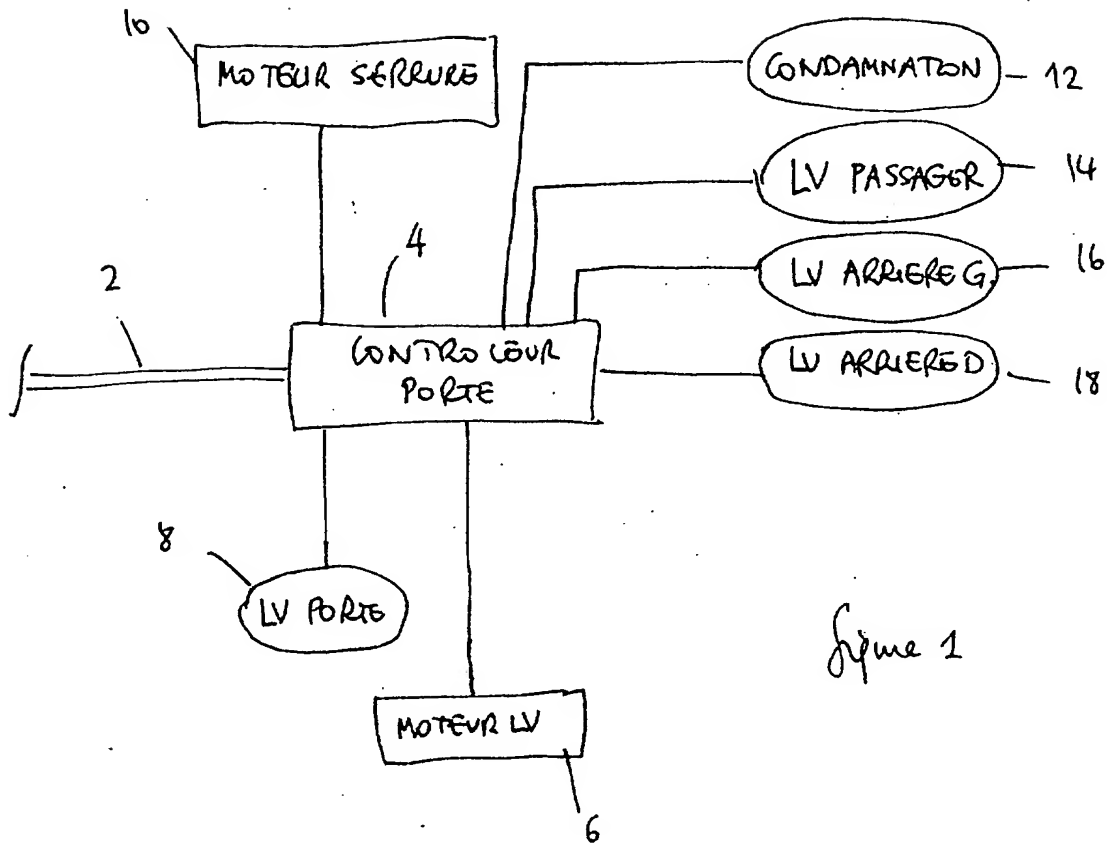 10
MOTEUR SERRURE
CONDAMNATION
12
LV PASSAGER
14
4
LV ARRIERE G.
16
2
CONTROLEUR
PORTE
LV ARRIERE D
18
8
LV PORTE
figure 1
MOTEUR LV
6